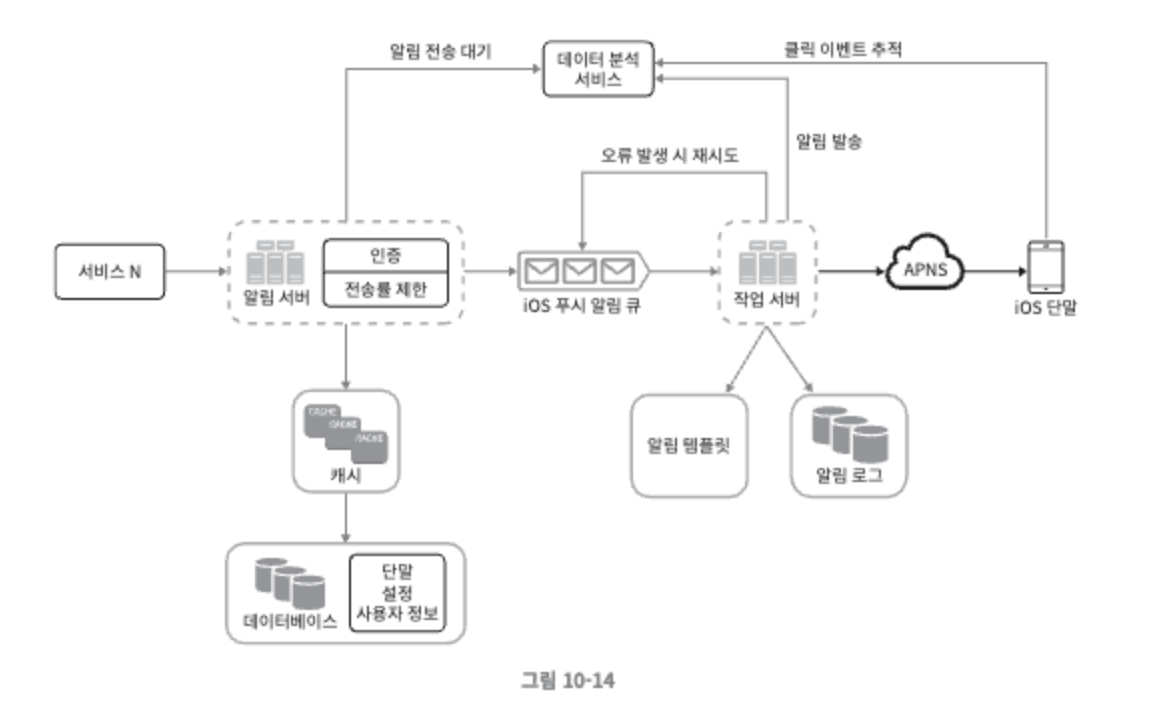 알림 전송 대기
데이터 분석
서비스
클릭 이벤트 추적
알림 발송
오류 발생 시 재시도
서비스 N
알림 서버
인증
전송률 제한
iOS 푸시 알림 큐
작업 서버
APNS
iOS 단말
CACHE
CACHE
CACHE
캐시
알림 템플릿
알림 로그
데이터베이스
단말
설정
사용자 정보
그림 10-14